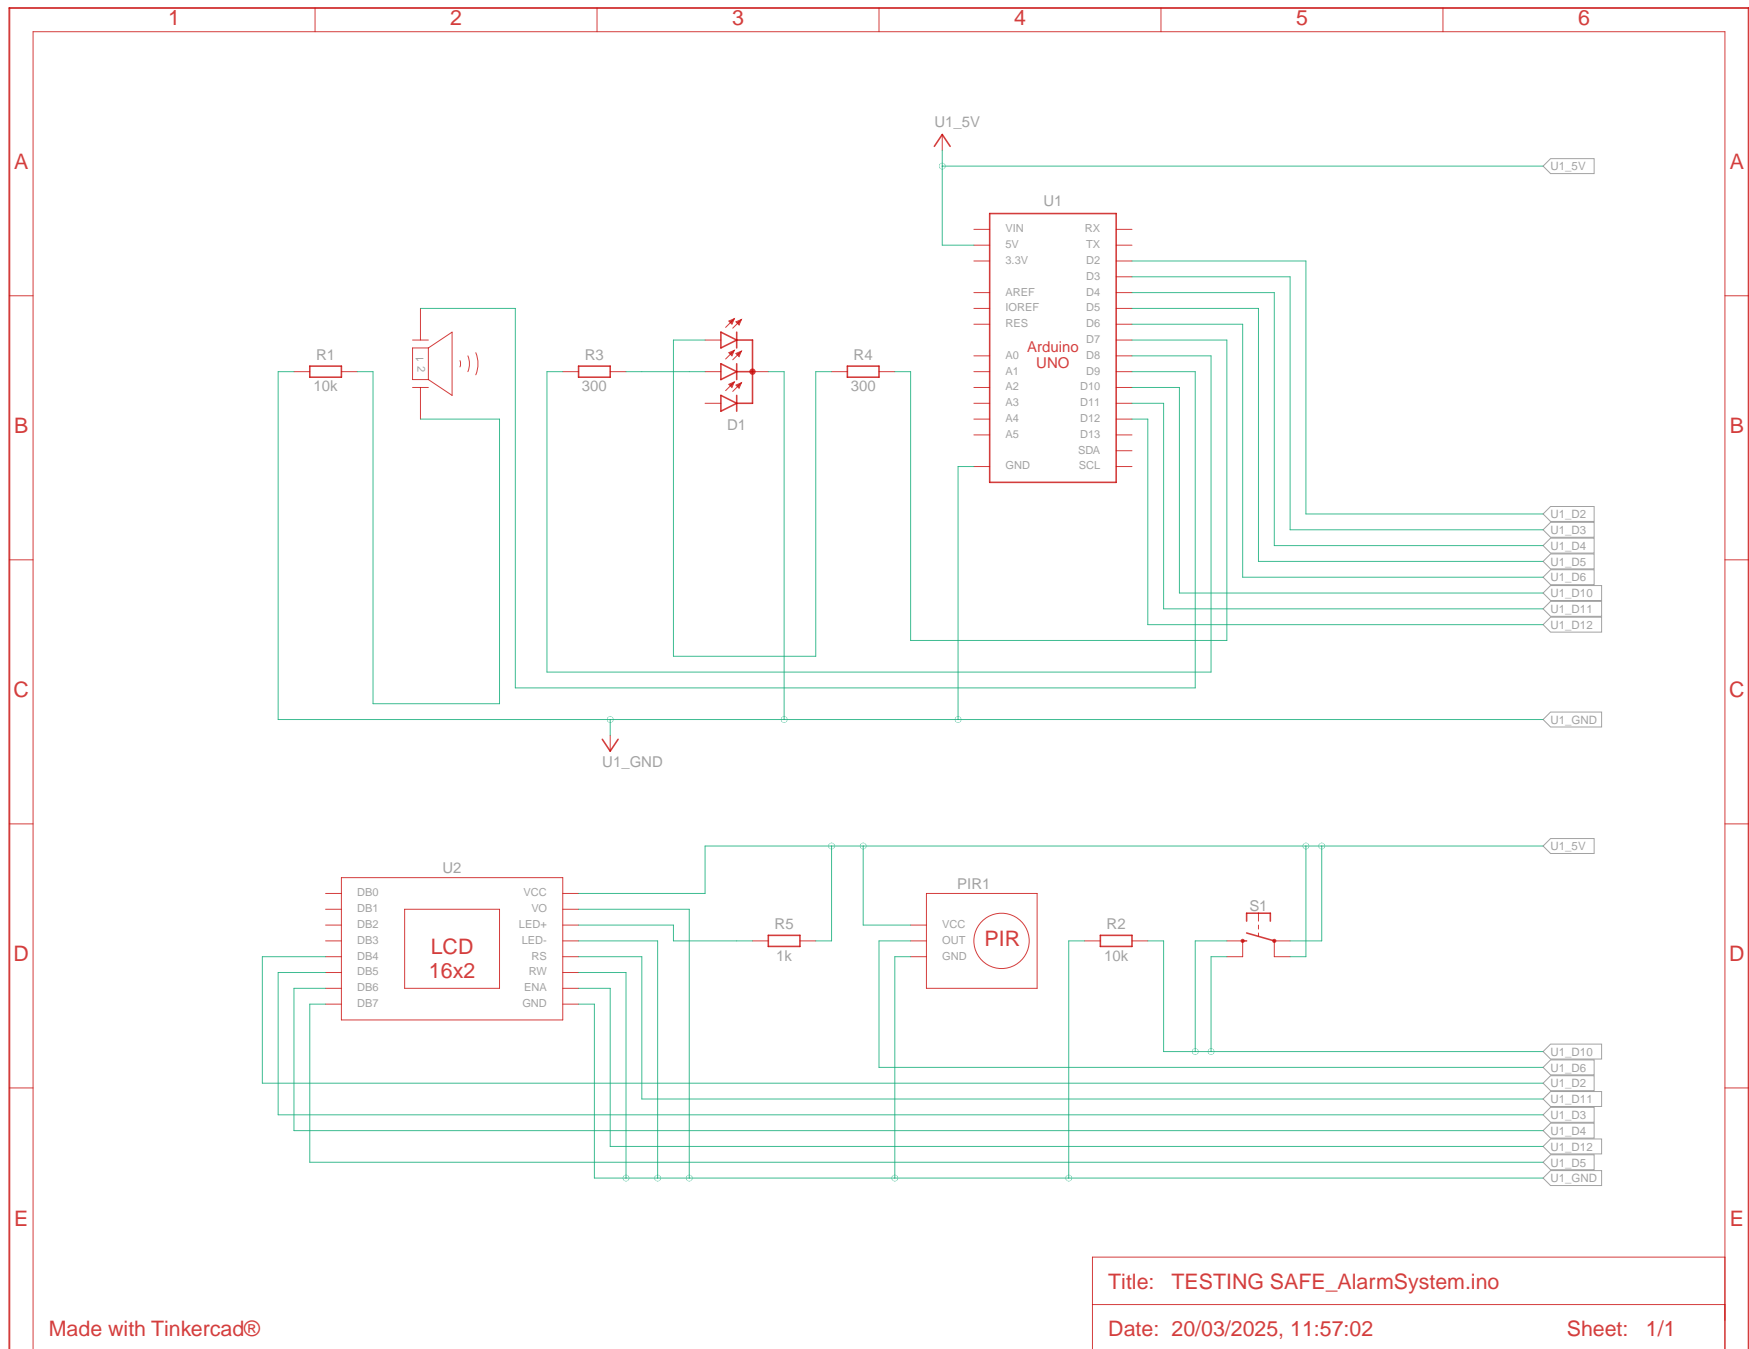 1 2 3 4 5 6
U1_5V
A A
U1_5V
U1
VIN RX
5V TX
3.3V D2
D3
AREF D4
IOREF D5
RES D6
D7
Arduino
UNO
A0 D8
A1 D9
A2 D10
A3 D11
A4 D12
A5 D13
SDA
GND SCL
R1
10k
1
2
R3
300
D1
R4
300
B B
U1_D2
U1_D3
U1_D4
U1_D5
U1_D6
U1_D10
U1_D11
U1_D12
C C
U1_GND
U1_GND
U1_5V
U2
DB0 VCC
DB1 VO
DB2 LED+
DB3 LED-
DB4 RS
DB5 RW
DB6 ENA
DB7 GND
LCD
16x2
R5
1k
PIR1
VCC
OUT
GND
PIR
R2
10k
S1
D D
U1_D10
U1_D6
U1_D2
U1_D11
U1_D3
U1_D4
U1_D12
U1_D5
U1_GND
E E
Title: TESTING SAFE_AlarmSystem.ino
Made with Tinkercad®
Date: 20/03/2025, 11:57:02 Sheet: 1/1